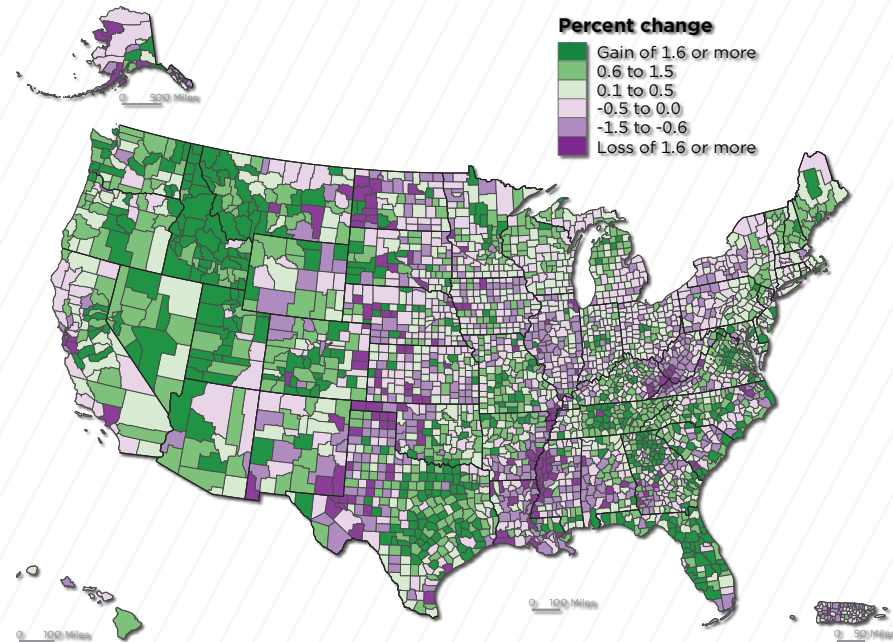 Percent change
Gain of 1.6 or more
0.6 to 1.5
0.1 to 0.5
-0.5 to 0.0
-1.5 to -0.6
Loss of 1.6 or more
0 500 Miles
0 100 Miles
0 100 Miles
0 50 Miles